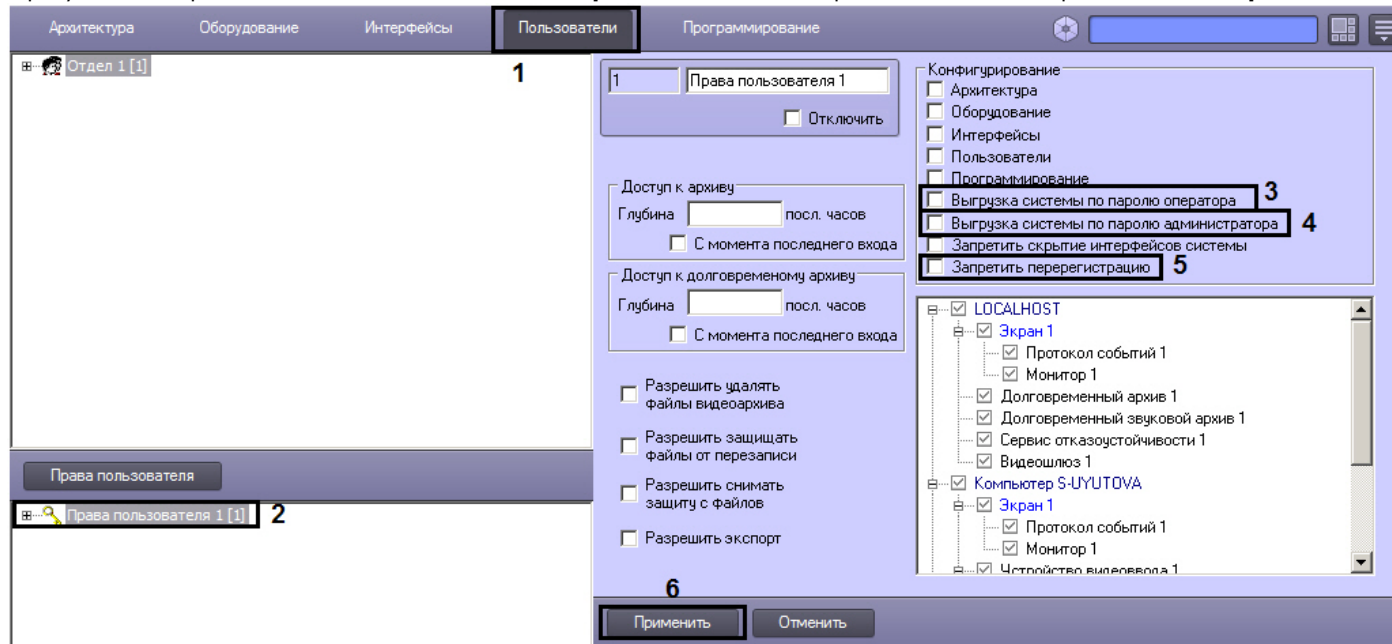 Архитектура Оборудование Интерфейсы Пользователи Программирование
Отдел 1 [1]
1
1 Права пользователя 1
Отключить
Доступ к архиву
Глубина посл. часов
С момента последнего входа
Доступ к долговременому архиву
Глубина посл. часов
С момента последнего входа
Разрешить удалять
файлы видеоархива
Разрешить защищать
файлы от перезаписи
Разрешить снимать
защиту с файлов
Разрешить экспорт
Конфигурирование
Архитектура
Оборудование
Интерфейсы
Пользователи
Программирование
Выгрузка системы по паролю оператора 3
Выгрузка системы по паролю администратора 4
Запретить скрытие интерфейсов системы
Запретить перерегистрацию 5
LOCALHOST
Экран 1
Протокол событий 1
Монитор 1
Долговременный архив 1
Долговременный звуковой архив 1
Сервис отказоустойчивости 1
Видеошлюз 1
Компьютер S-UYUTOVA
Экран 1
Протокол событий 1
Монитор 1
Устройство видеоввода 1
Права пользователя
Права пользователя 1 [1] 2
6
Применить Отменить